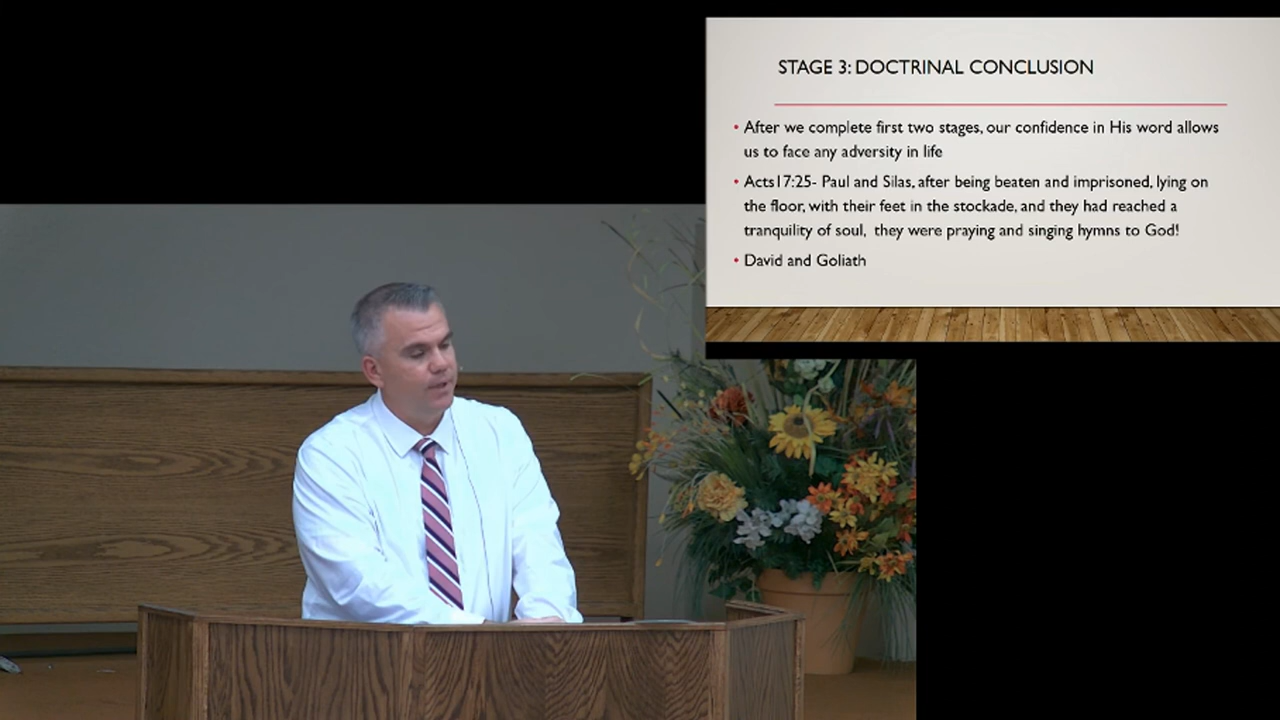 STAGE 3: DOCTRINAL CONCLUSION
• After we complete first two stages, our confidence in His word allows
us to face any adversity in life
• Acts17:25- Paul and Silas, after being beaten and imprisoned, lying on
the floor, with their feet in the stockade, and they had reached a
tranquility of soul,  they were praying and singing hymns to God!
• David and Goliath